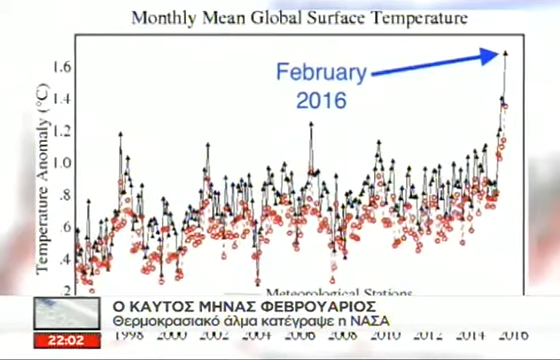 Monthly Mean Global Surface Temperature
Temperature Anomaly (°C)
1.6
1.4
1.2
1.0
.8
.6
.4
.2
February
2016
Meteorological Stations
Ο ΚΑΥΤΟΣ ΜΗΝΑΣ ΦΕΒΡΟΥΑΡΙΟΣ
Θερμοκρασιακό άλμα κατέγραψε η ΝΑΣΑ
22:02
1998 2000 2002 2004 2006 2008 2010 2012 2014 2016